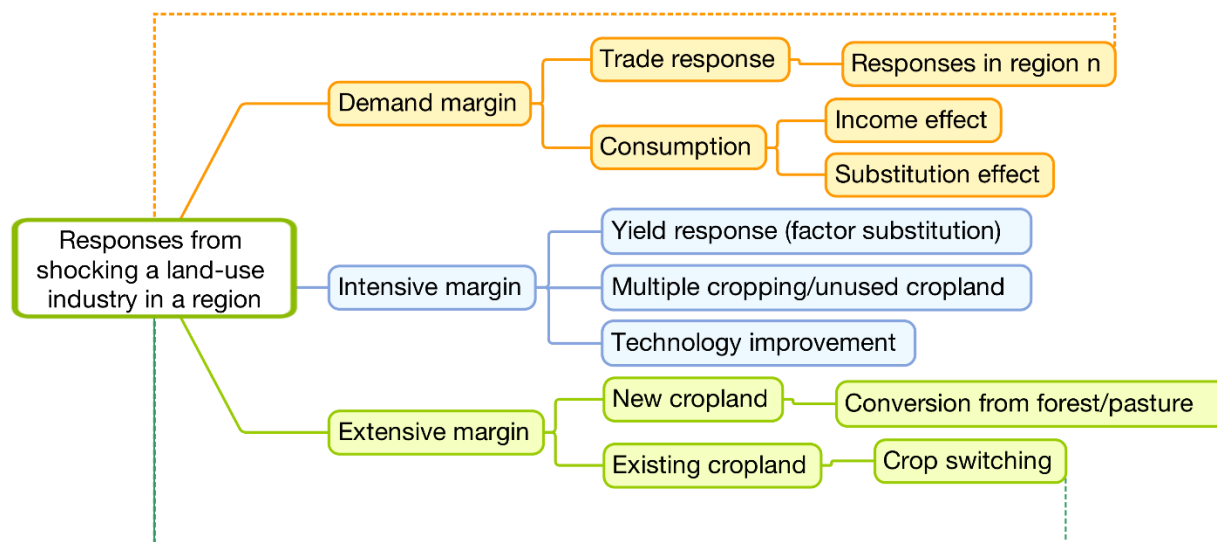 Trade response
Responses in region n
Demand margin
Income effect
Consumption
Substitution effect
Responses from
shocking a land-use
industry in a region
Yield response (factor substitution)
Intensive margin
Multiple cropping/unused cropland
Technology improvement
New cropland
Conversion from forest/pasture
Extensive margin
Existing cropland
Crop switching